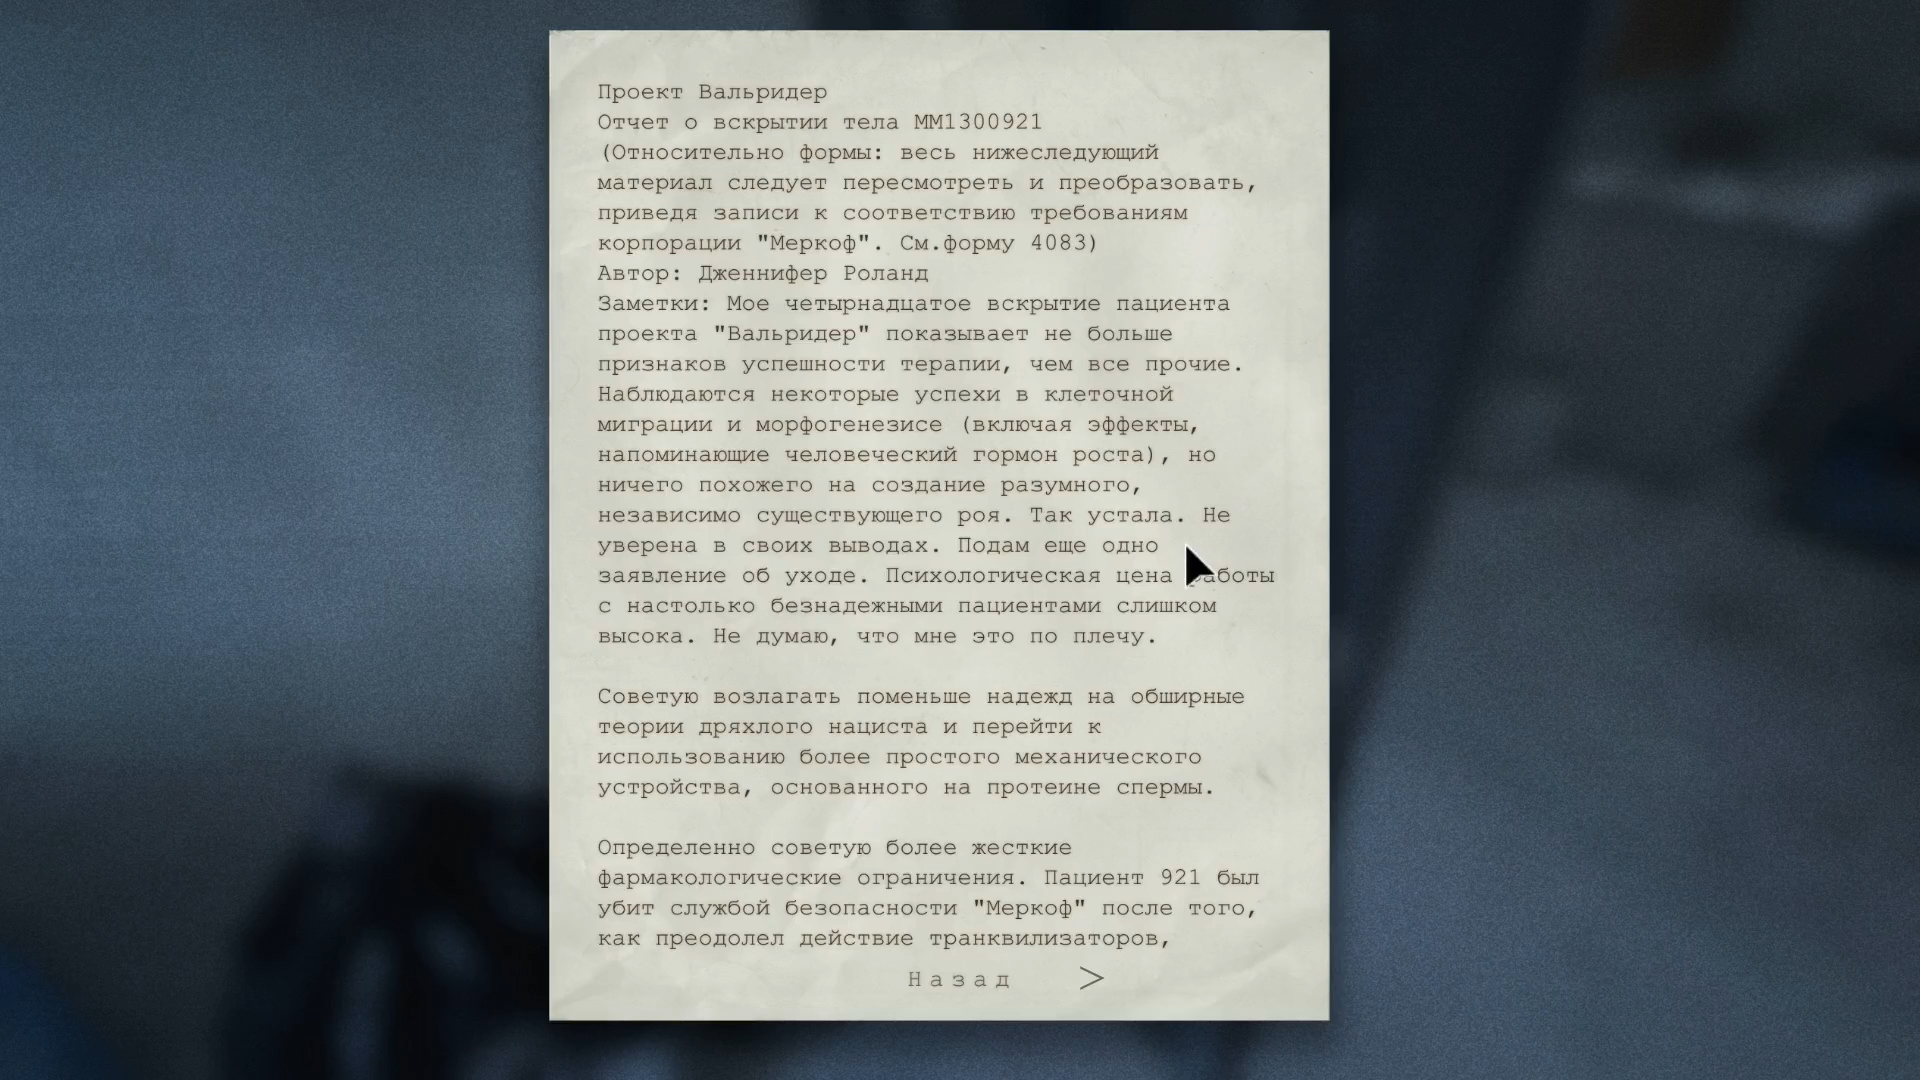 Проект Вальридер
Отчет о вскрытии тела ММ1300921
(Относительно формы: весь нижеследующий
материал следует пересмотреть и преобразовать,
приведя записи к соответствию требованиям
корпорации "Меркоф". См.форму 4083)
Автор: Дженнифер Роланд
Заметки: Мое четырнадцатое вскрытие пациента
проекта "Вальридер" показывает не больше
признаков успешности терапии, чем все прочие.
Наблюдаются некоторые успехи в клеточной
миграции и морфогенезисе (включая эффекты,
напоминающие человеческий гормон роста), но
ничего похожего на создание разумного,
независимо существующего роя. Так устала. Не
уверена в своих выводах. Подам еще одно
заявление об уходе. Психологическая цена работы
с настолько безнадежными пациентами слишком
высока. Не думаю, что мне это по плечу.
Советую возлагать поменьше надежд на обширные
теории дряхлого нациста и перейти к
использованию более простого механического
устройства, основанного на протеине спермы.
Определенно советую более жесткие
фармакологические ограничения. Пациент 921 был
убит службой безопасности "Меркоф" после того,
как преодолел действие транквилизаторов,
Назад >